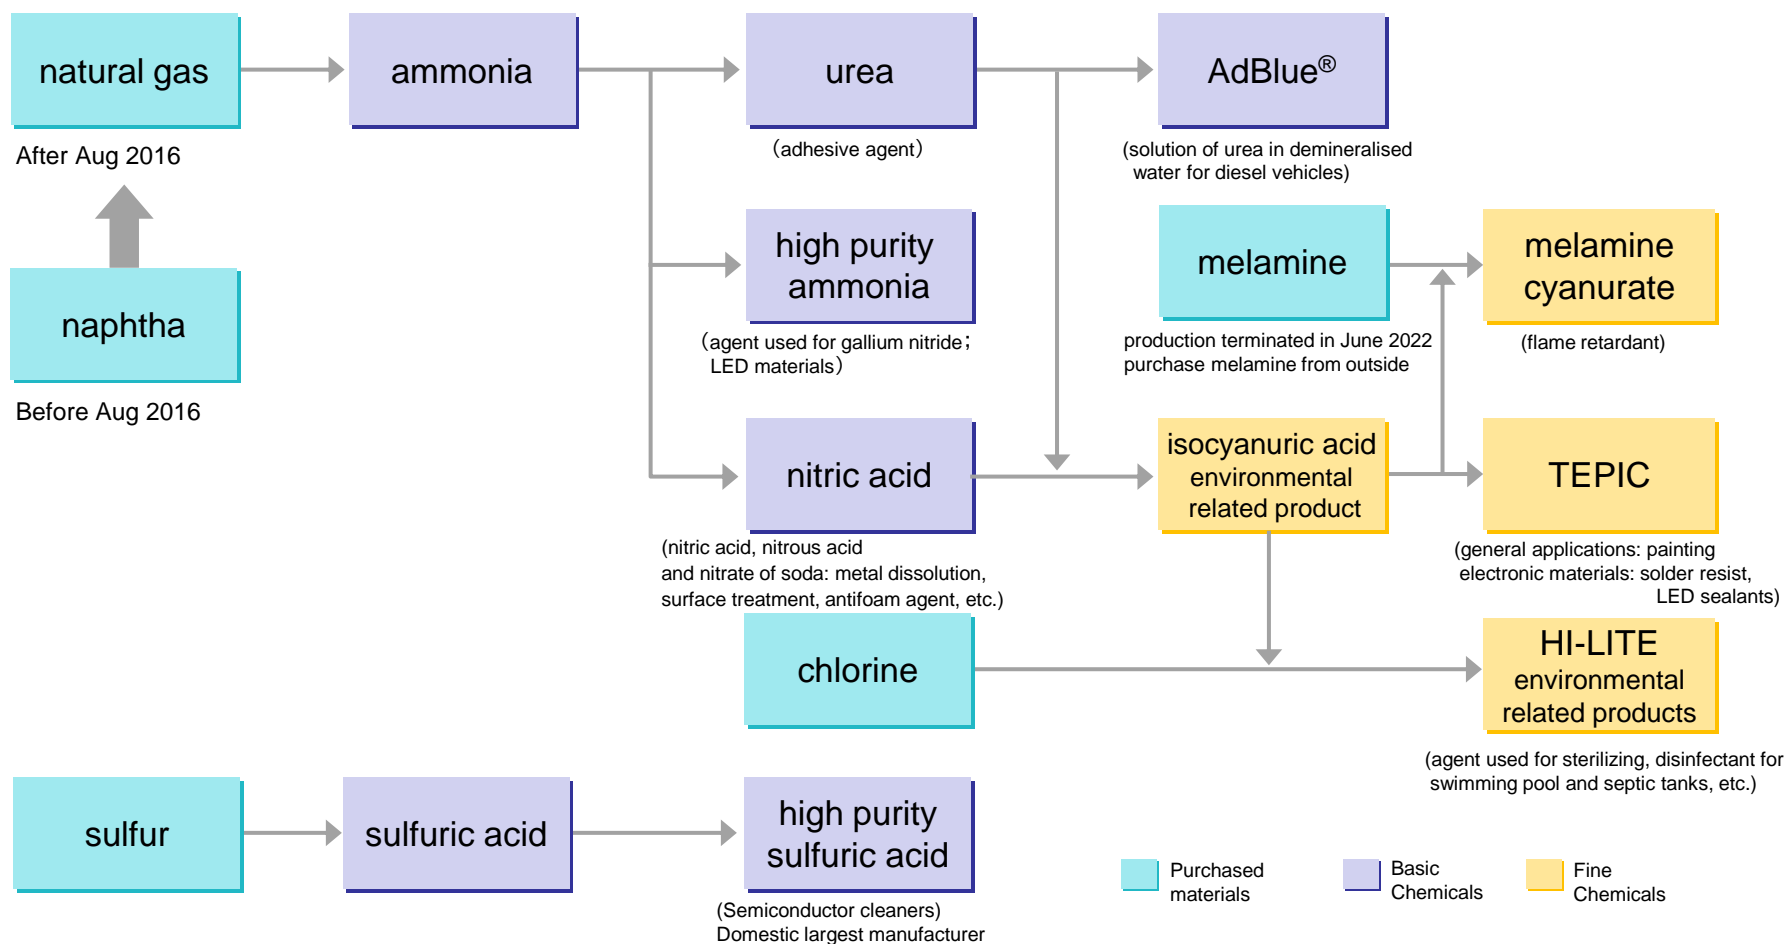 natural gas
After Aug 2016
naphtha
Before Aug 2016
ammonia
urea
(adhesive agent)
AdBlue®
(solution of urea in demineralised
water for diesel vehicles)
high purity
ammonia
(agent used for gallium nitride;
LED materials)
melamine
production terminated in June 2022
purchase melamine from outside
melamine
cyanurate
(flame retardant)
nitric acid
(nitric acid, nitrous acid
and nitrate of soda: metal dissolution,
surface treatment, antifoam agent, etc.)
isocyanuric acid
environmental
related product
TEPIC
(general applications: painting
electronic materials: solder resist,
LED sealants)
chlorine
HI-LITE
environmental
related products
(agent used for sterilizing, disinfectant for
swimming pool and septic tanks, etc.)
sulfur
sulfuric acid
high purity
sulfuric acid
(Semiconductor cleaners)
Domestic largest manufacturer
Purchased
materials
Basic
Chemicals
Fine
Chemicals